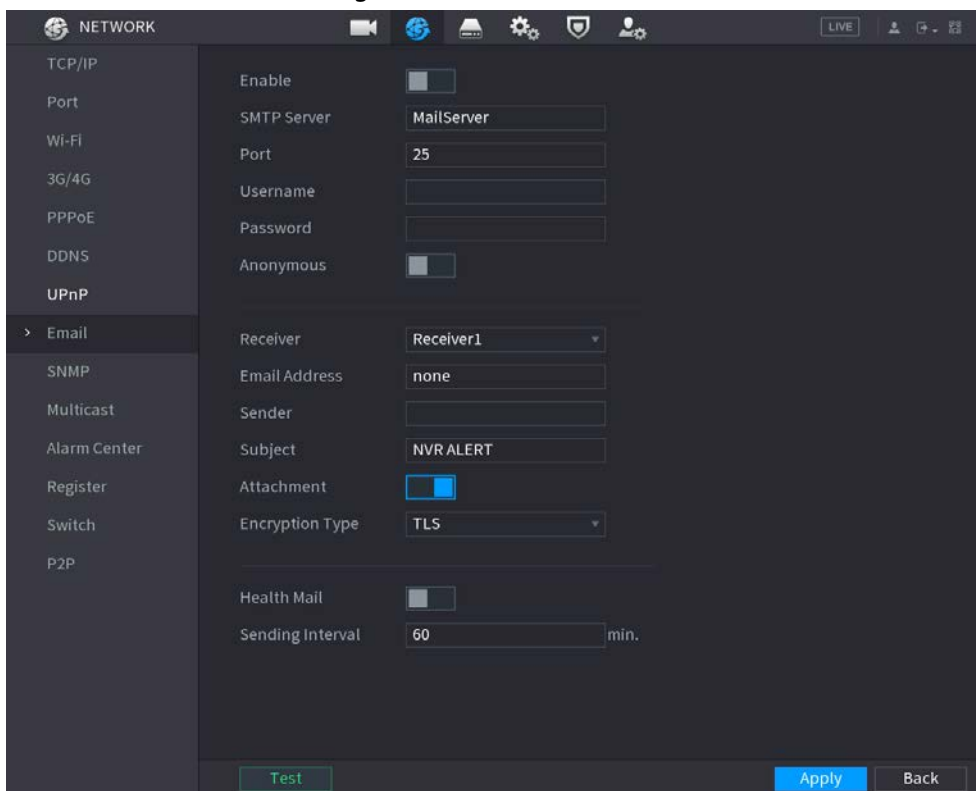 NETWORK
LIVE
TCP/IP
Port
Wi-Fi
3G/4G
PPPoE
DDNS
UPnP
Email
SNMP
Multicast
Alarm Center
Register
Switch
P2P
Enable
SMTP Server MailServer
Port 25
Username
Password
Anonymous
Receiver Receiver1
Email Address none
Sender
Subject NVR ALERT
Attachment
Encryption Type TLS
Health Mail
Sending Interval 60 min.
Test Apply Back